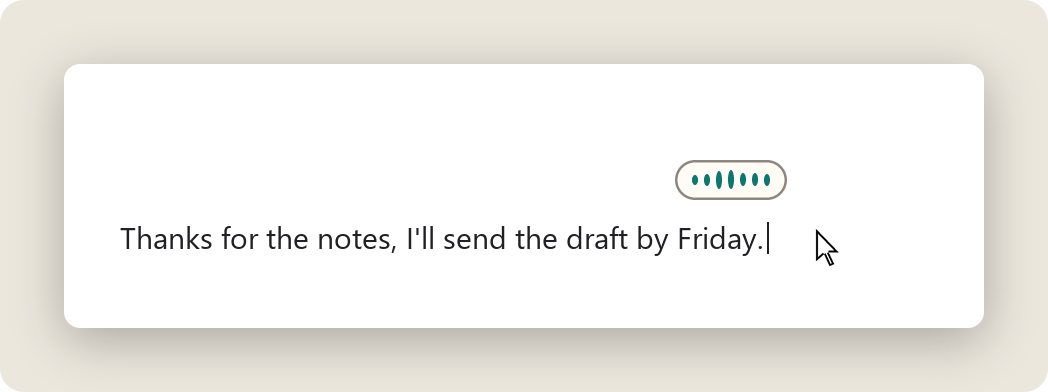 Thanks for the notes, I'll send the draft by Friday.